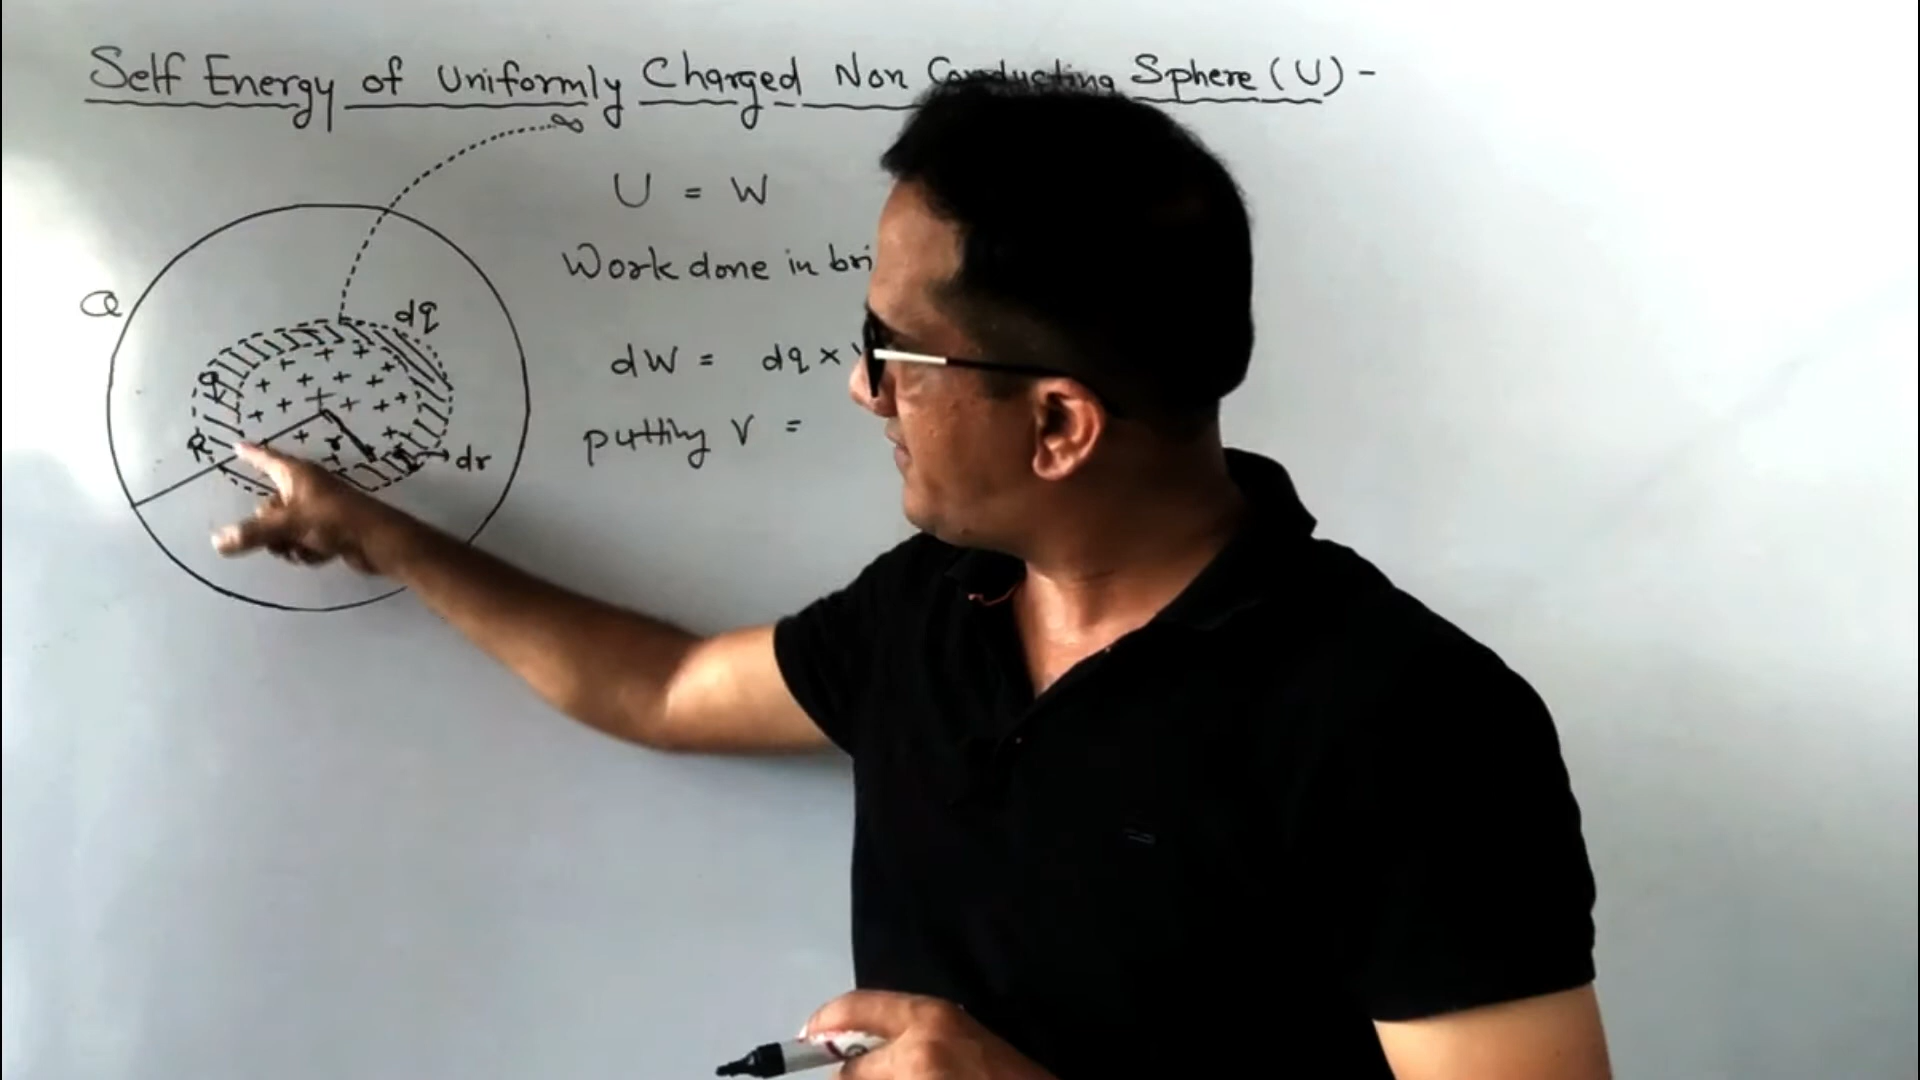 Self Energy of Uniformly Charged Non Conducting Sphere (U) -
∞
U = W
Work done in bri
Q
dq
dW = dq ×
q
putting V =
R
r
dr